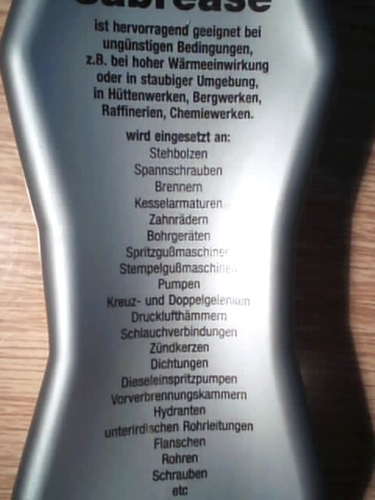 ist hervorragend geeignet bei
ungünstigen Bedingungen,
z.B. bei hoher Wärmeeinwirkung
oder in staubiger Umgebung,
in Hüttenwerken, Bergwerken,
Raffinerien, Chemiewerken.
wird eingesetzt an:
Stehbolzen
Spannschrauben
Brennern
Kesselarmaturen
Zahnrädern
Bohrgeräten
Spritzgußmaschinen
Stempelgußmaschinen
Pumpen
Kreuz- und Doppelgelenken
Drucklufthämmern
Schlauchverbindungen
Zündkerzen
Dichtungen
Dieseleinspritzpumpen
Vorverbrennungskammern
Hydranten
unterirdischen Rohrleitungen
Flanschen
Rohren
Schrauben
etc